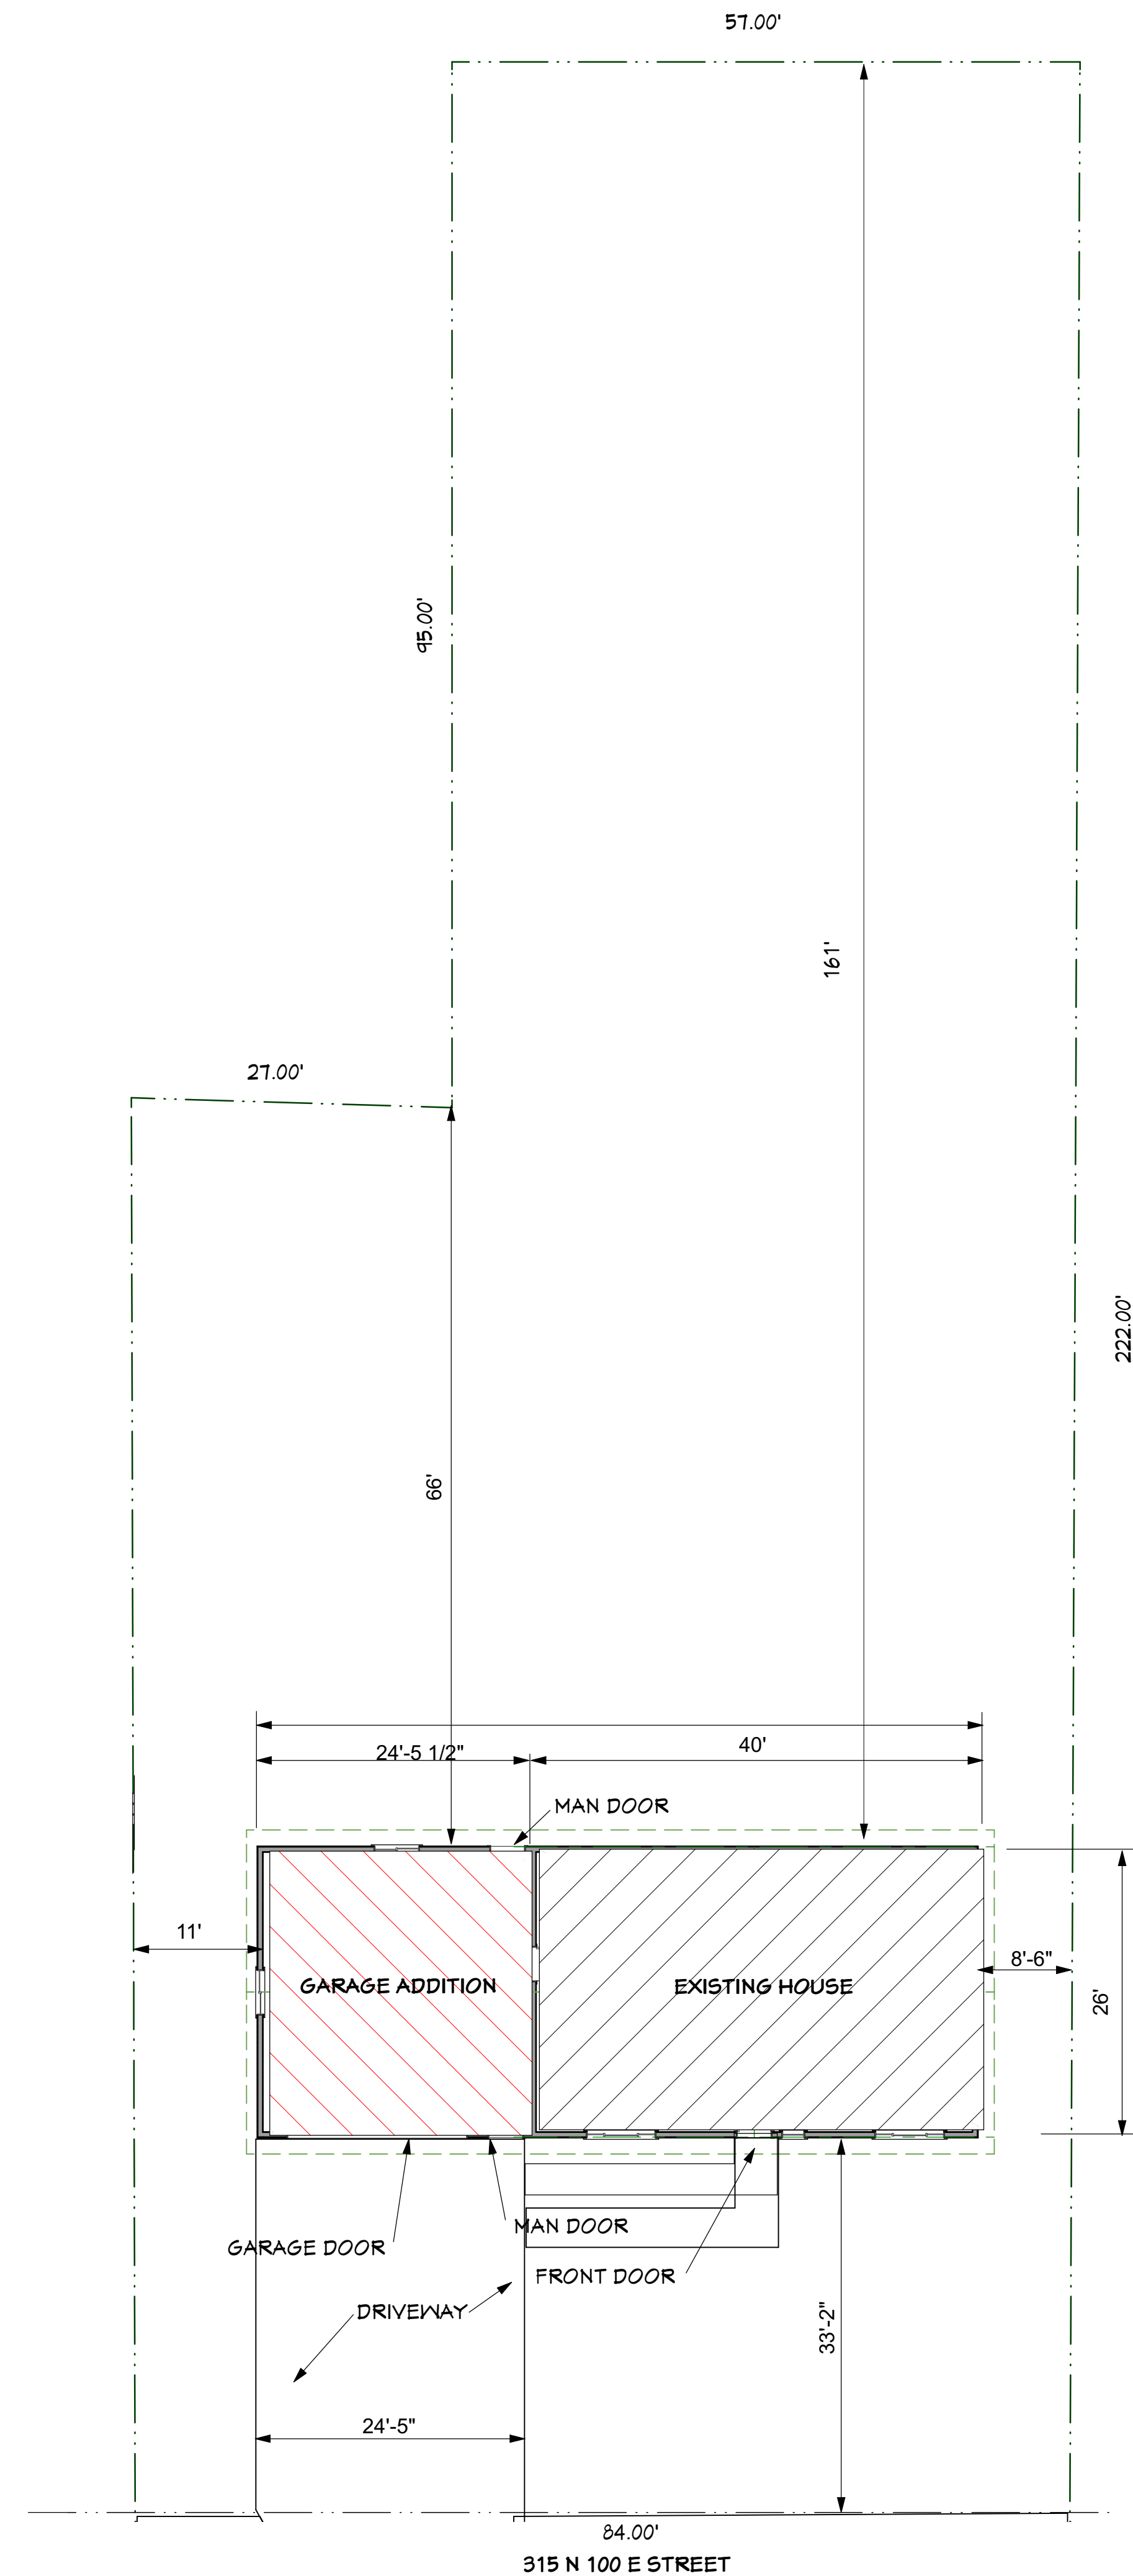 57.00'
95.00'
161'
27.00'
222.00'
66'
24'-5 1/2"
40'
MAN DOOR
11'
8'-6"
GARAGE ADDITION
EXISTING HOUSE
26'
MAN DOOR
GARAGE DOOR
FRONT DOOR
DRIVEWAY
33'-2"
24'-5"
84.00'
315 N 100 E STREET